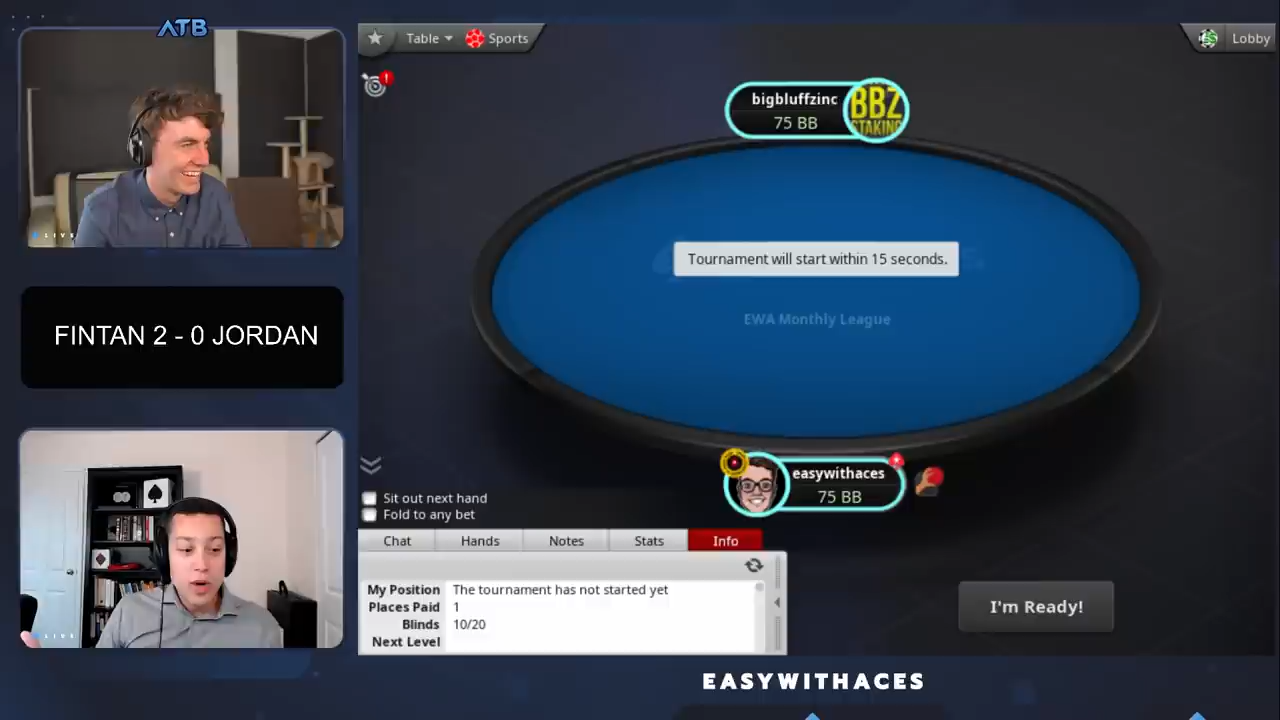 ATB
LIVE
FINTAN 2 - 0 JORDAN
LIVE
Table
Sports
Lobby
bigbluffzinc
75 BB
BBZ
STAKING
Tournament will start within 15 seconds.
EWA Monthly League
easywithaces
75 BB
Sit out next hand
Fold to any bet
Chat
Hands
Notes
Stats
Info
My Position The tournament has not started yet
Places Paid 1
Blinds 10/20
Next Level
I'm Ready!
EASYWITHACES